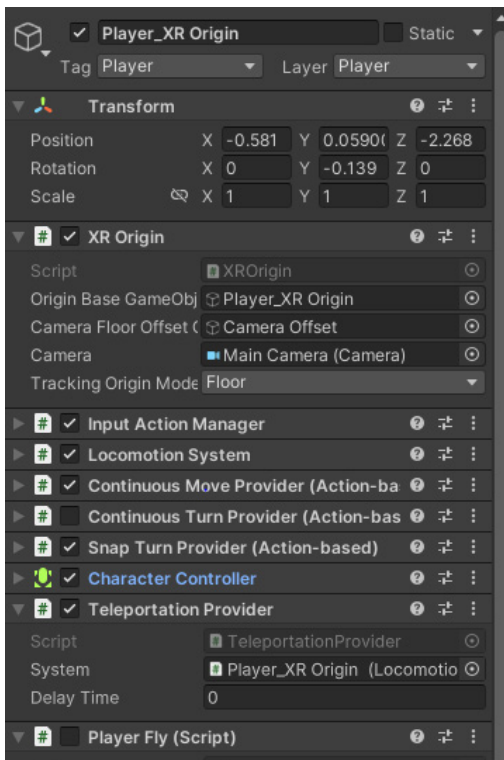 Player_XR Origin Static
Tag Player Layer Player
Transform
Position X -0.581 Y 0.0590( Z -2.268
Rotation X 0 Y -0.139 Z 0
Scale X 1 Y 1 Z 1
# XR Origin
Script # XROrigin
Origin Base GameObj Player_XR Origin
Camera Floor Offset ( Camera Offset
Camera Main Camera (Camera)
Tracking Origin Mode Floor
# Input Action Manager
# Locomotion System
# Continuous Move Provider (Action-ba
# Continuous Turn Provider (Action-bas
# Snap Turn Provider (Action-based)
Character Controller
# Teleportation Provider
Script # TeleportationProvider
System # Player_XR Origin (Locomotio
Delay Time 0
# Player Fly (Script)